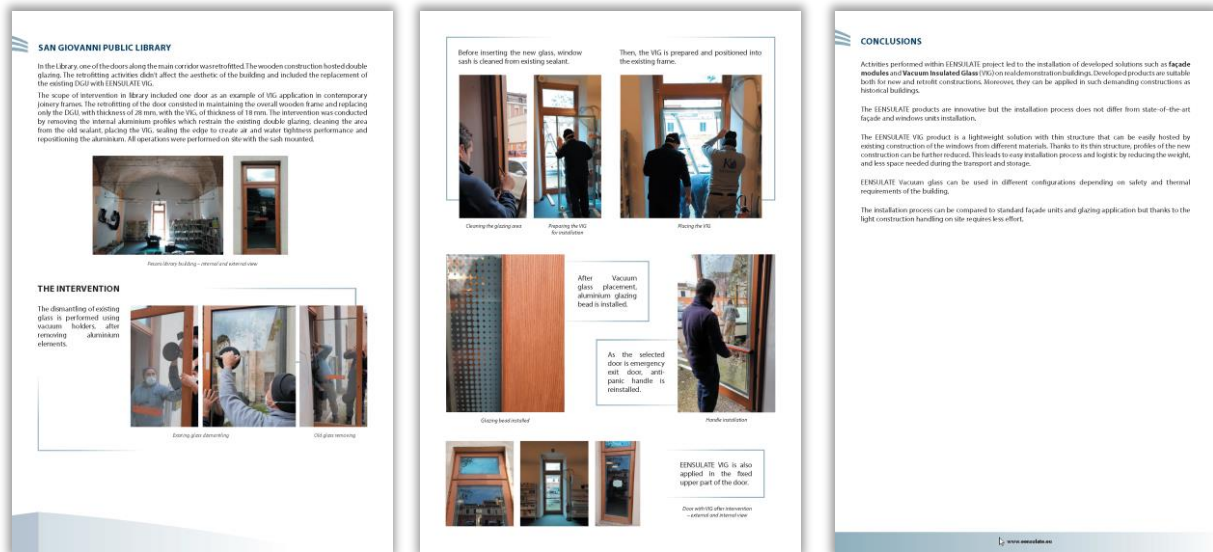 SAN GIOVANNI PUBLIC LIBRARY
In the Library, one of the doors along the main corridor was retrofitted. The wooden construction hosted double
glazing. The retrofitting activities didn't affect the aesthetic of the building and included the replacement of
the existing DGU with EENSULATE VIG.
The scope of intervention in library included one door as an example of VIG application in contemporary
joinery frames. The retrofitting of the door consisted in maintaining the overall wooden frame and replacing
only the DGU, with thickness of 28 mm, with the VIG, of thickness of 18 mm. The intervention was conducted
by removing the internal aluminium profiles which restrain the existing double glazing, cleaning the area
from the old sealant, placing the VIG, sealing the edge to create air and water tightness performance and
repositioning the aluminium. All operations were performed on site with the sash mounted.
Pesaro library building – internal and external view
THE INTERVENTION
The dismantling of existing
glass is performed using
vacuum holders, after
removing aluminium
elements.
Existing glass dismantling
Old glass removing
Before inserting the new glass, window
sash is cleaned from existing sealant.
Then, the VIG is prepared and positioned into
the existing frame.
Cleaning the glazing area
Preparing the VIG
for installation
Placing the VIG
After Vacuum
glass placement,
aluminium glazing
bead is installed.
As the selected
door is emergency
exit door, anti-
panic handle is
reinstalled.
Glazing bead installed
Handle installation
EENSULATE VIG is also
applied in the fixed
upper part of the door.
Door with VIG after intervention
– external and internal view
CONCLUSIONS
Activities performed within EENSULATE project led to the installation of developed solutions such as façade
modules and Vacuum Insulated Glass (VIG) on real demonstration buildings. Developed products are suitable
both for new and retrofit constructions. Moreover, they can be applied in such demanding constructions as
historical buildings.
The EENSULATE products are innovative but the installation process does not differ from state-of-the-art
façade and windows units installation.
The EENSULATE VIG product is a lightweight solution with thin structure that can be easily hosted by
existing construction of the windows from different materials. Thanks to its thin structure, profiles of the new
construction can be further reduced. This leads to easy installation process and logistic by reducing the weight,
and less space needed during the transport and storage.
EENSULATE Vacuum glass can be used in different configurations depending on safety and thermal
requirements of the building.
The installation process can be compared to standard façade units and glazing application but thanks to the
light construction handling on site requires less effort.
www.eensulate.eu